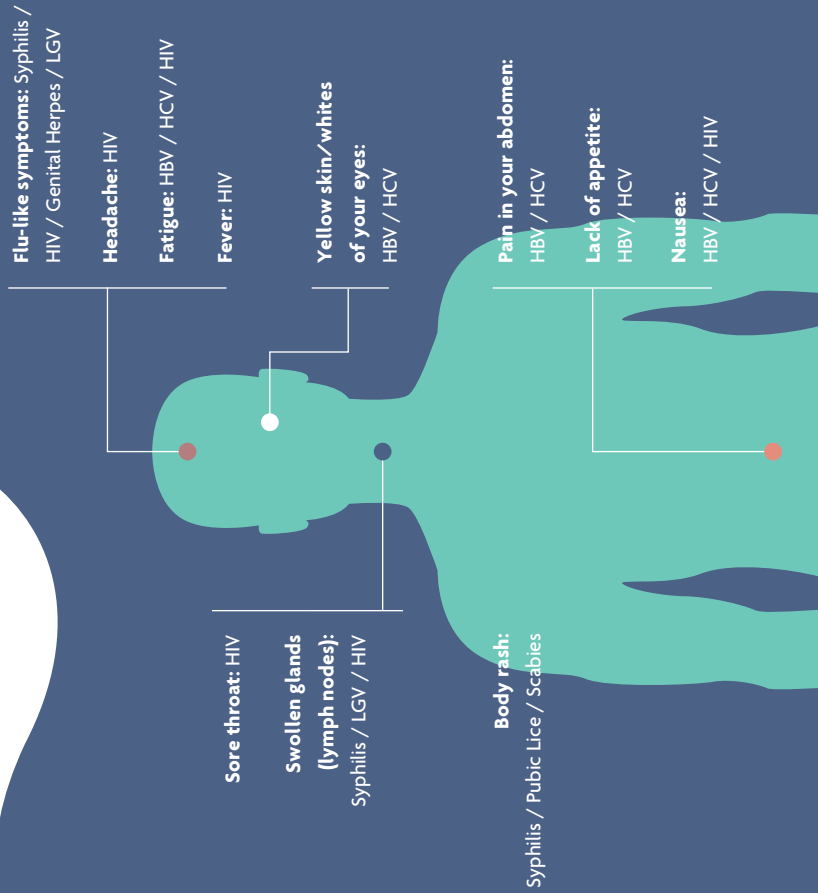 Flu-like symptoms: Syphilis /
HIV / Genital Herpes / LGV
Headache: HIV
Fatigue: HBV / HCV / HIV
Fever: HIV
Yellow skin/whites
of your eyes:
HBV / HCV
Pain in your abdomen:
HBV / HCV
Lack of appetite:
HBV / HCV
Nausea:
HBV / HCV / HIV
Sore throat: HIV
Swollen glands
(lymph nodes):
Syphilis / LGV / HIV
Body rash:
Syphilis / Pubic Lice / Scabies